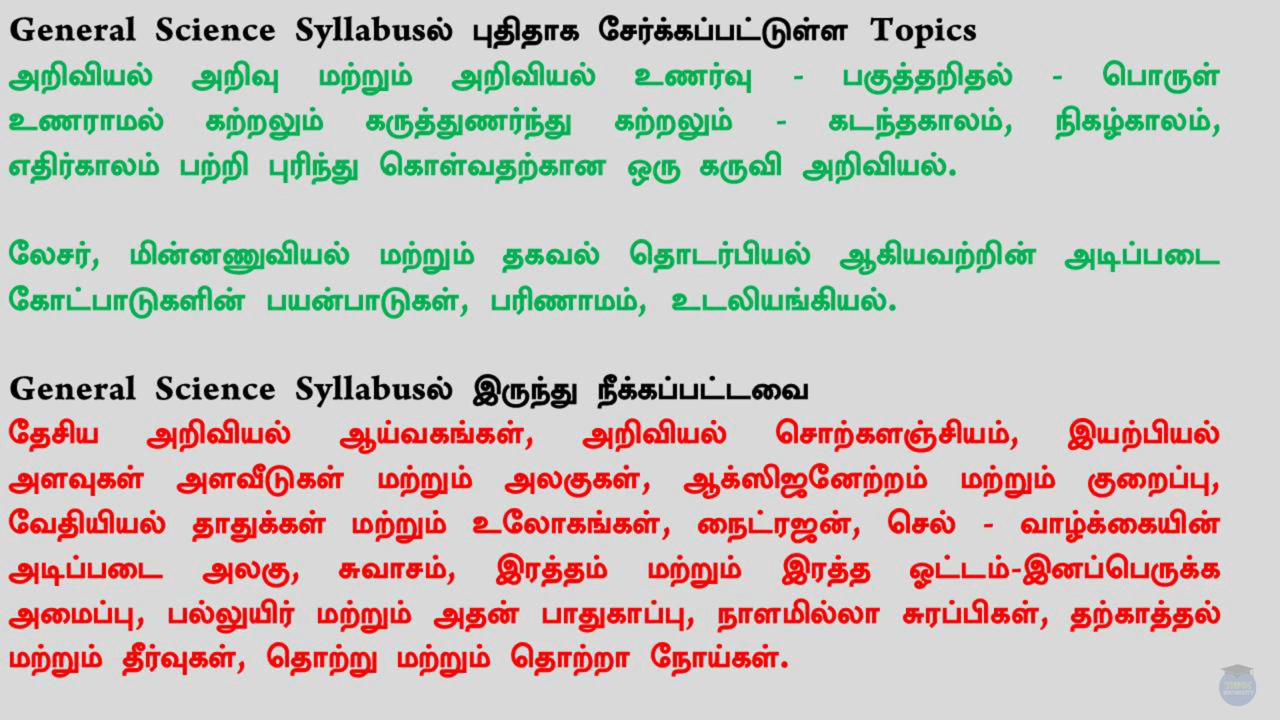 General Science Syllabusல் புதிதாக சேர்க்கப்பட்டுள்ள Topics
அறிவியல் அறிவு மற்றும் அறிவியல் உணர்வு - பகுத்தறிதல் - பொருள்
உணராமல் கற்றலும் கருத்துணர்ந்து கற்றலும் - கடந்தகாலம், நிகழ்காலம்,
எதிர்காலம் பற்றி புரிந்து கொள்வதற்கான ஒரு கருவி அறிவியல்.
லேசர், மின்னணுவியல் மற்றும் தகவல் தொடர்பியல் ஆகியவற்றின் அடிப்படை
கோட்பாடுகளின் பயன்பாடுகள், பரிணாமம், உடலியங்கியல்.
General Science Syllabusல் இருந்து நீக்கப்பட்டவை
தேசிய அறிவியல் ஆய்வகங்கள், அறிவியல் சொற்களஞ்சியம், இயற்பியல்
அளவுகள் அளவீடுகள் மற்றும் அலகுகள், ஆக்ஸிஜனேற்றம் மற்றும் குறைப்பு,
வேதியியல் தாதுக்கள் மற்றும் உலோகங்கள், நைட்ரஜன், செல் - வாழ்க்கையின்
அடிப்படை அலகு, சுவாசம், இரத்தம் மற்றும் இரத்த ஓட்டம்-இனப்பெருக்க
அமைப்பு, பல்லுயிர் மற்றும் அதன் பாதுகாப்பு, நாளமில்லா சுரப்பிகள், தற்காத்தல்
மற்றும் தீர்வுகள், தொற்று மற்றும் தொற்றா நோய்கள்.